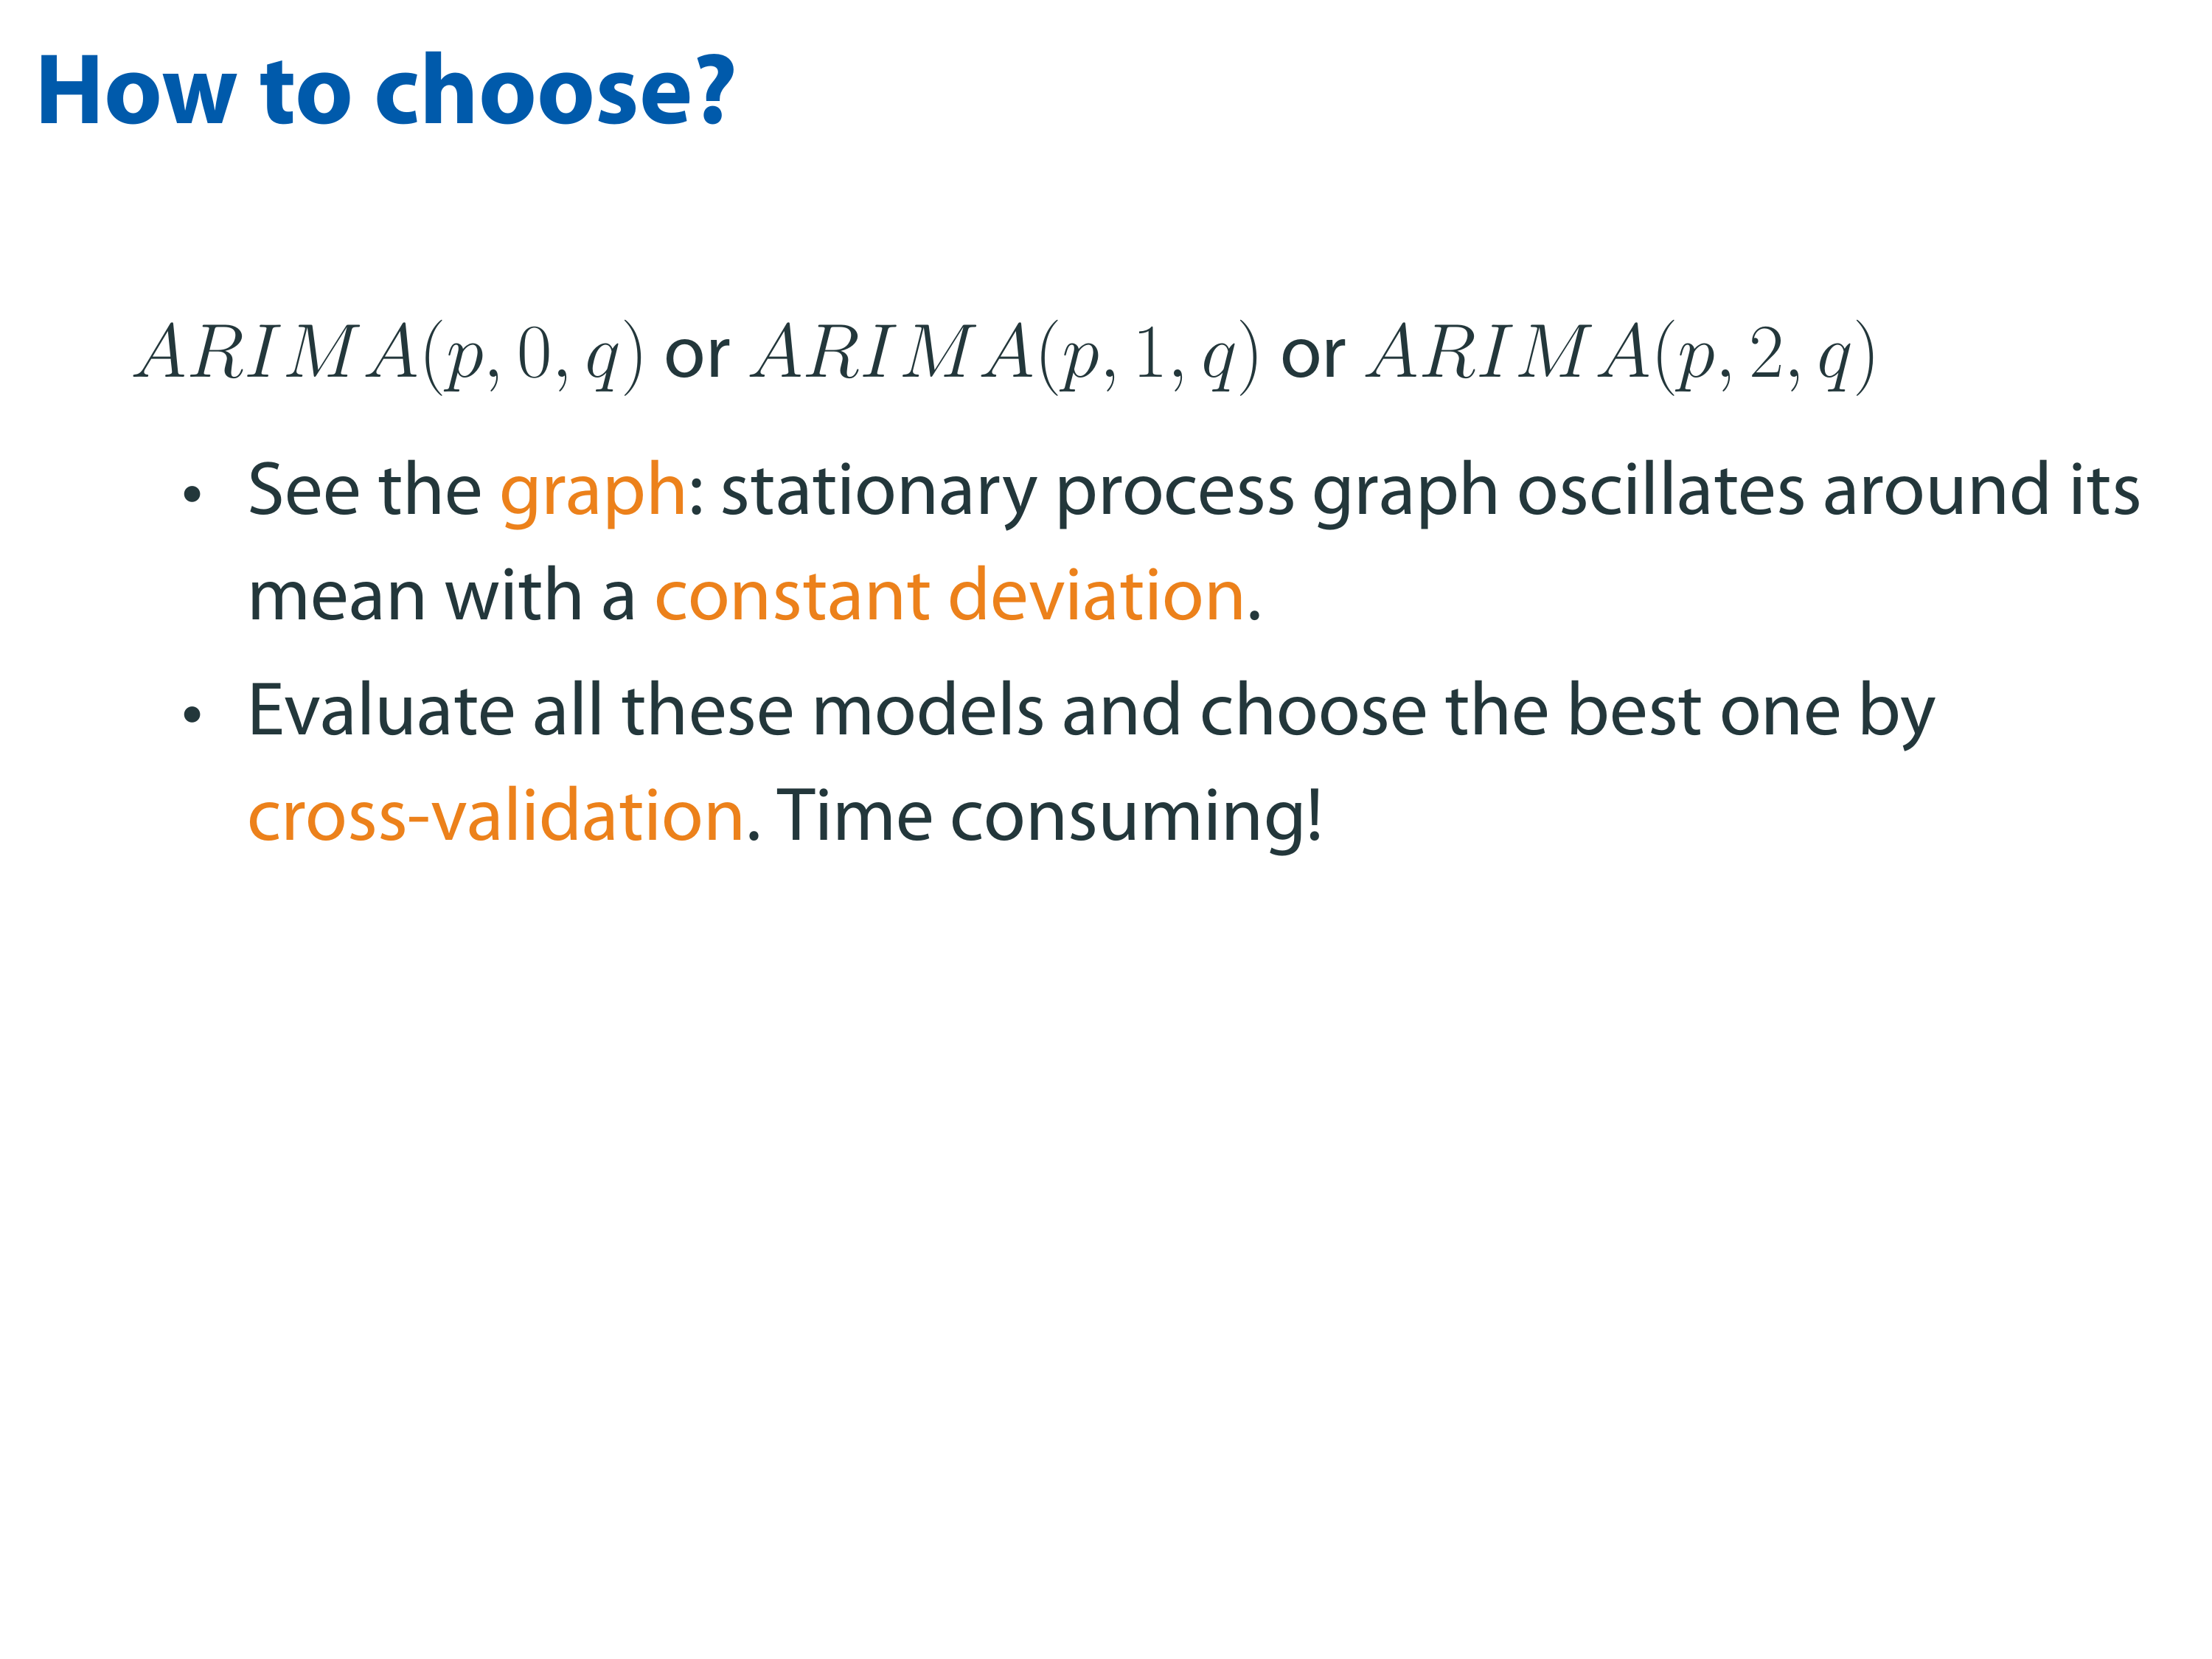 How to choose?
ARIMA(p, 0, q) or ARIMA(p, 1, q) or ARIMA(p, 2, q)
• See the graph: stationary process graph oscillates around its
mean with a constant deviation.
• Evaluate all these models and choose the best one by
cross-validation. Time consuming!